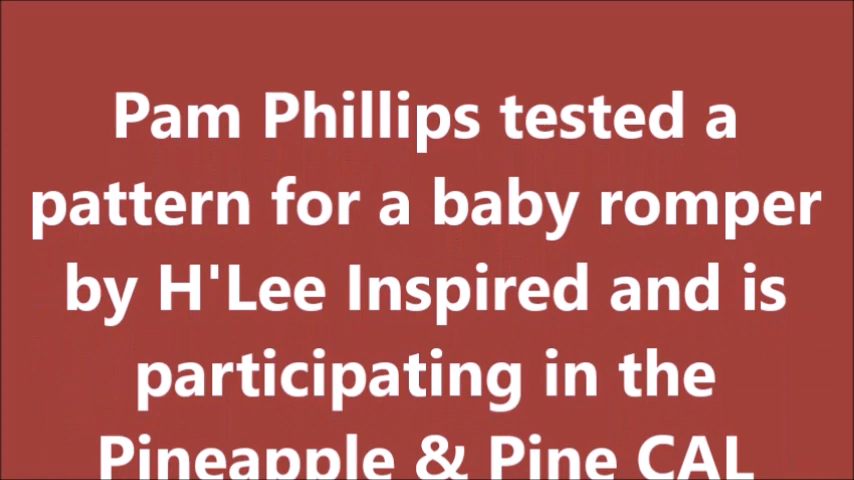 Pam Phillips tested a
pattern for a baby romper
by H'Lee Inspired and is
participating in the
Pineapple & Pine CAL